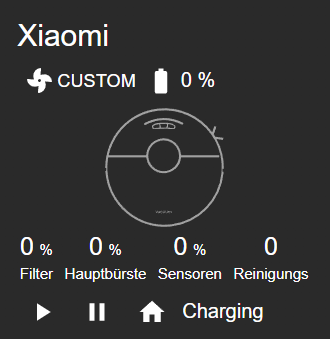 Xiaomi
CUSTOM 0 %
0 % 0 % 0 % 0
Filter Hauptbürste Sensoren Reinigungs
Charging